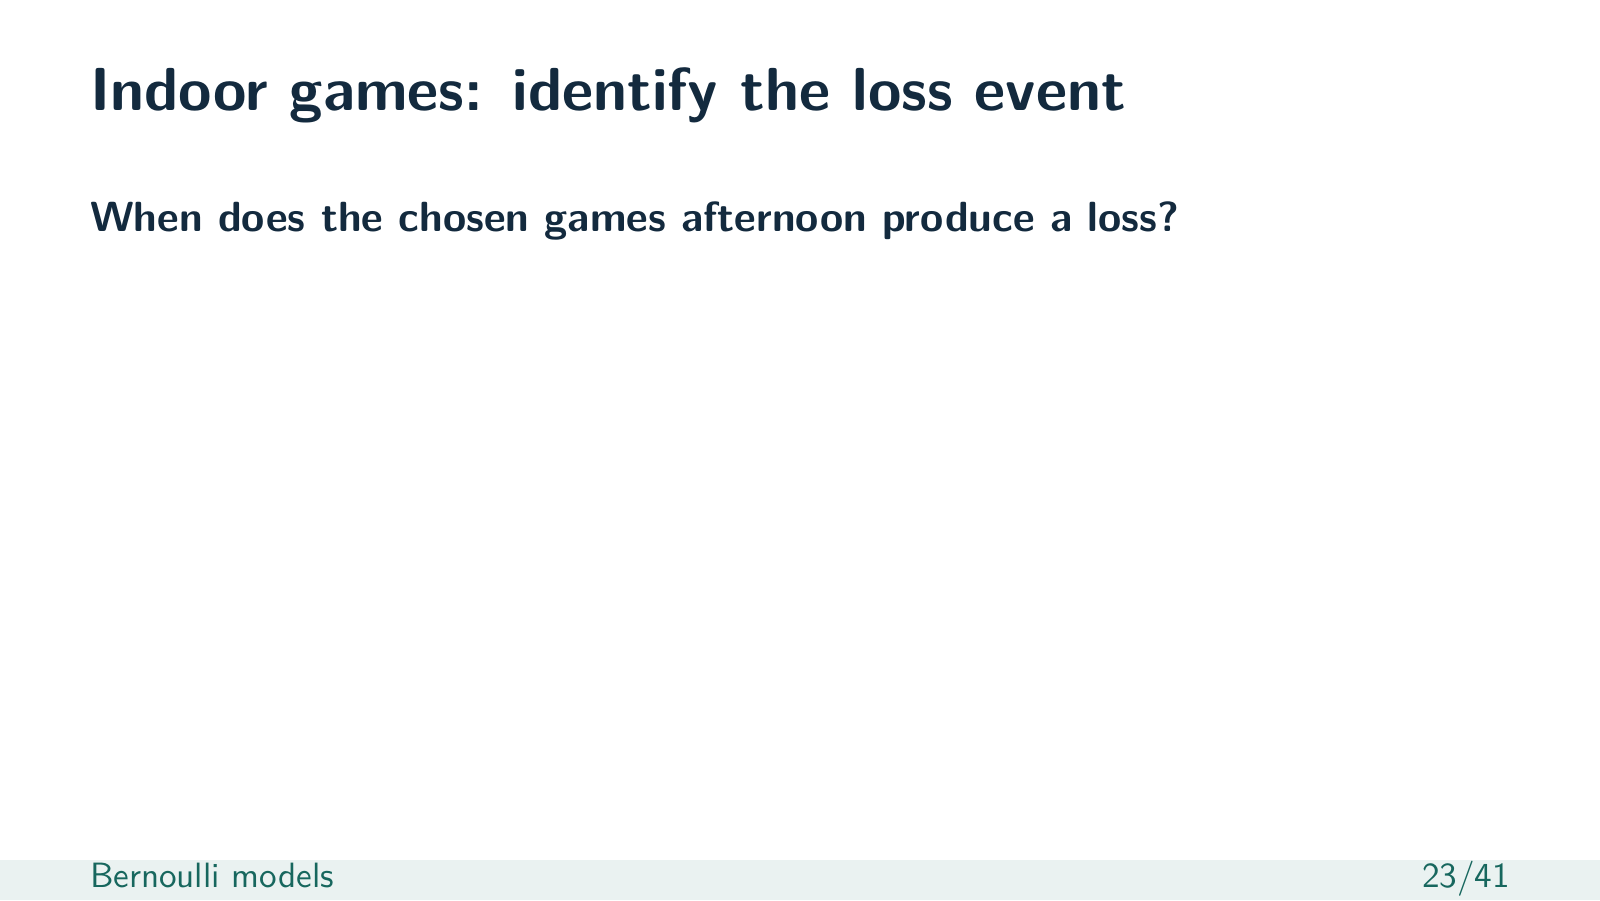 Indoor games: identify the loss event
When does the chosen games afternoon produce a loss?
Bernoulli models
23/41